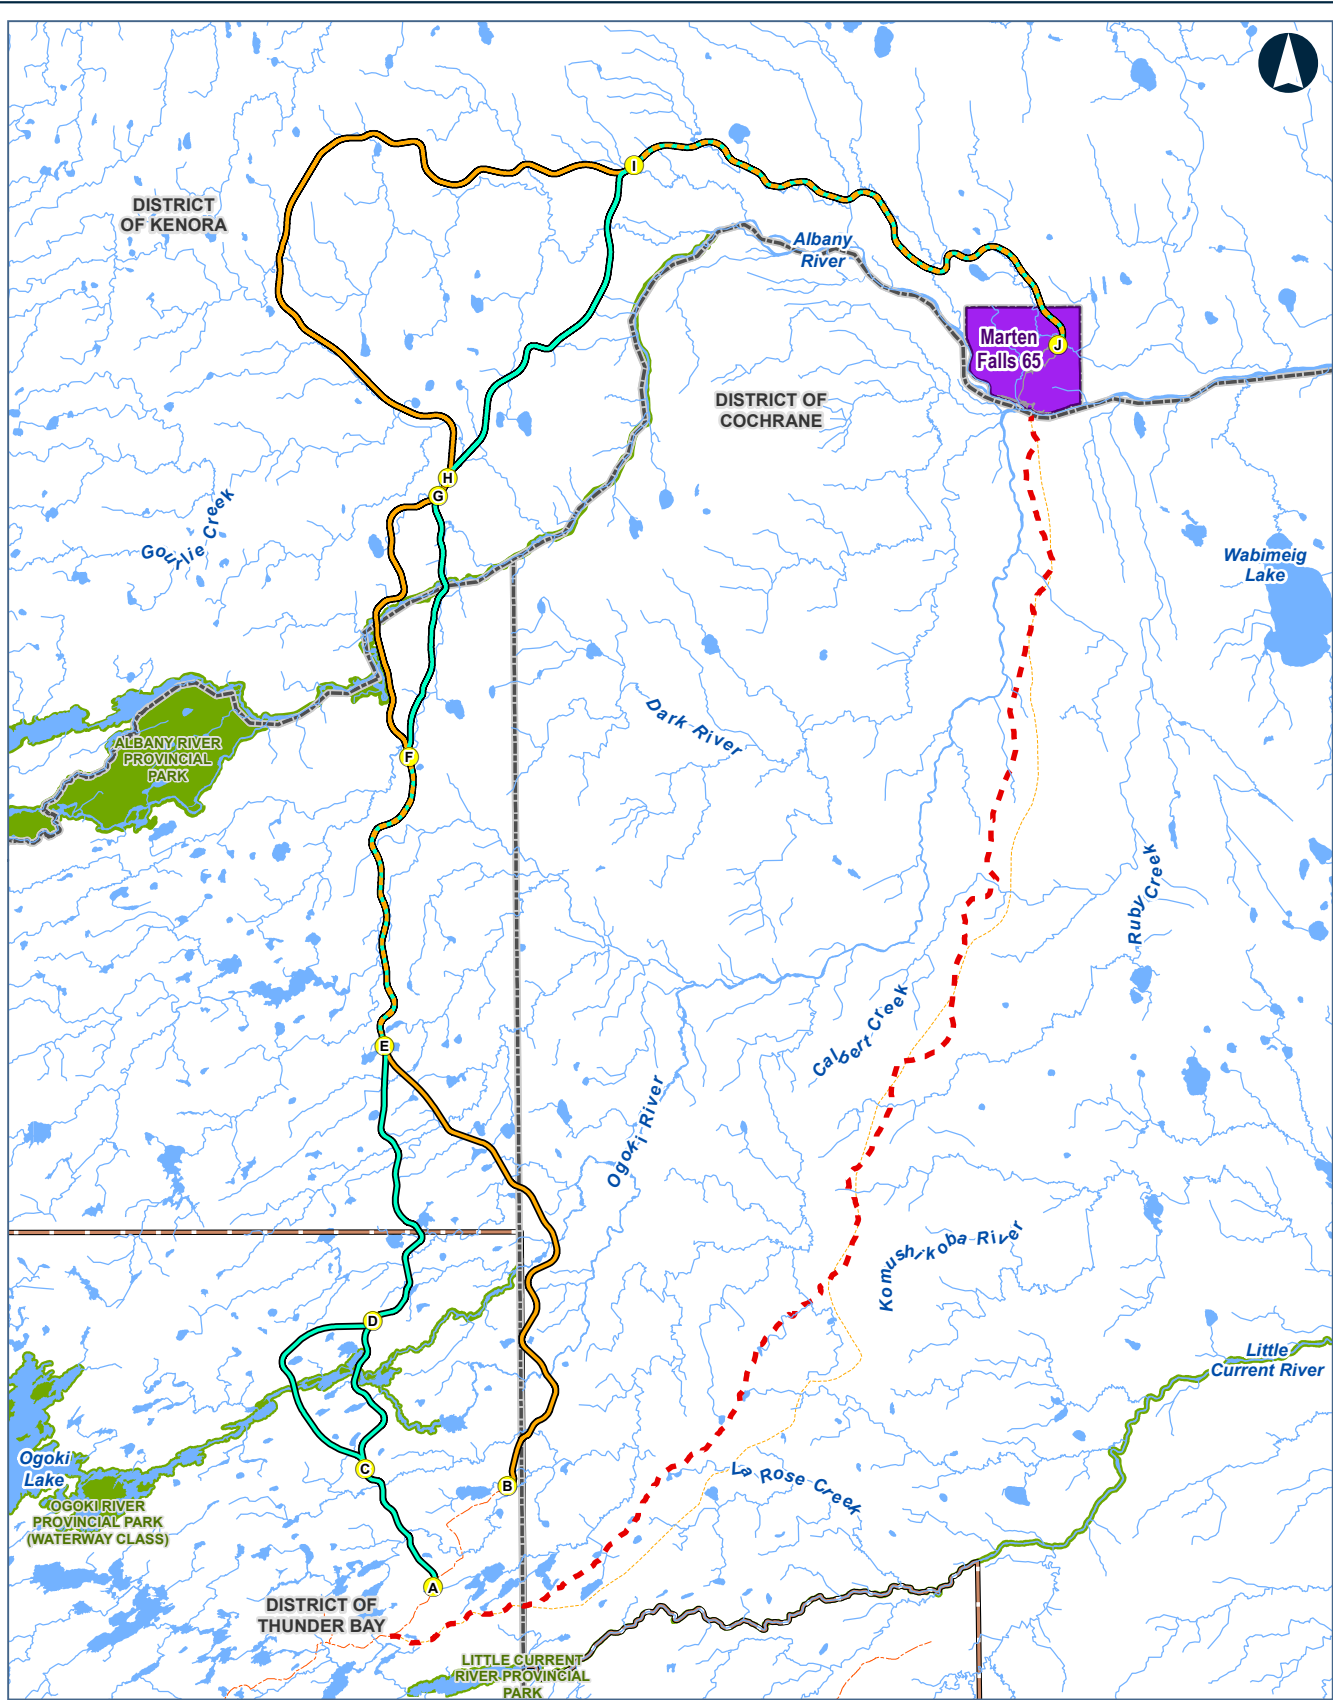 I
DISTRICT
OF KENORA
Albany
River
Marten
Falls 65
J
DISTRICT OF
COCHRANE
H
G
Gourlie Creek
Wabimeig
Lake
Dark River
ALBANY RIVER
PROVINCIAL
PARK
F
Ruby Creek
Calbert Creek
E
Ogoki River
Komushikoba River
D
Little
Current River
Ogoki
Lake
C
B
La Rose Creek
OGOKI RIVER
PROVINCIAL PARK
(WATERWAY CLASS)
A
DISTRICT OF
THUNDER BAY
LITTLE CURRENT
RIVER PROVINCIAL
PARK